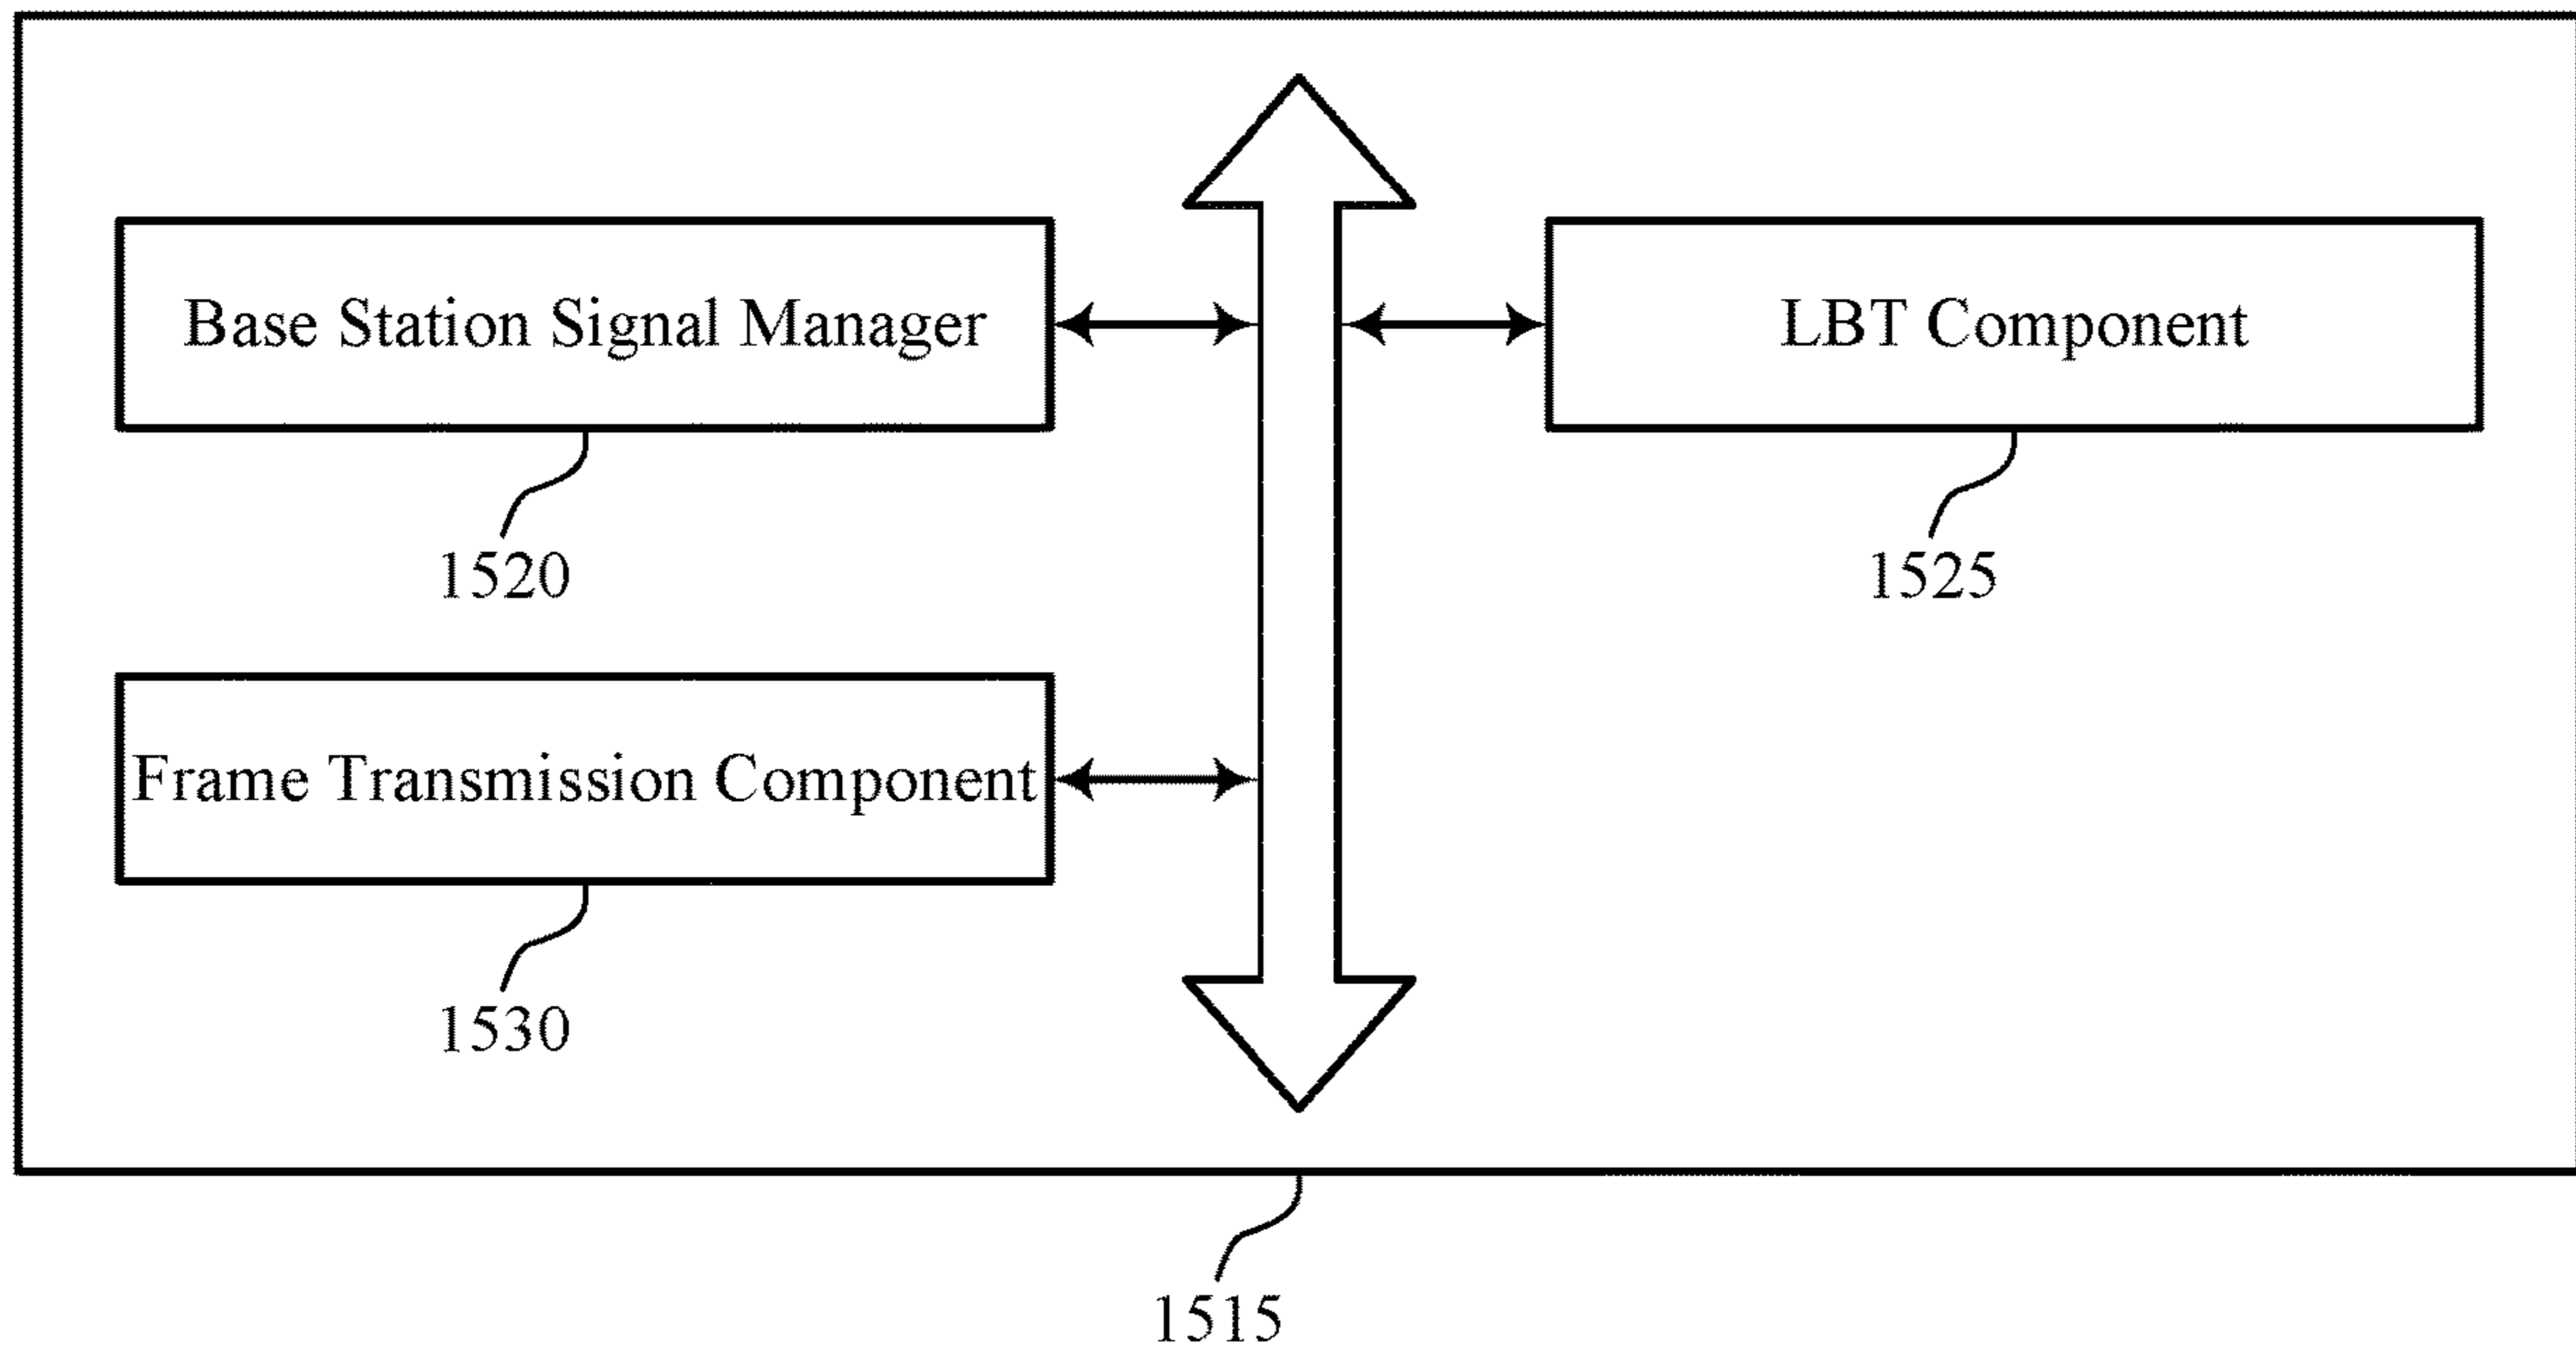 Base Station Signal Manager
LBT Component
1520
1525
Frame Transmission Component
1530
1515